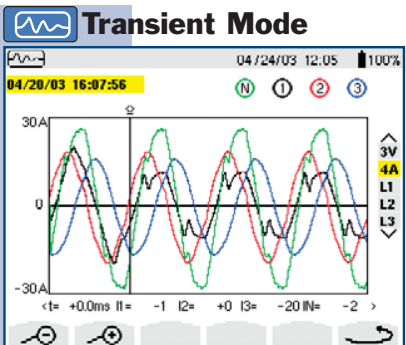 Transient Mode
04/24/03 12:05 100%
04/20/03 16:07:56 N 1 2 3
30A
0
-30A
3V
4A
L1
L2
L3
<t= +0.0ms I1= -1 I2= +0 I3= -20 IN= -2 >